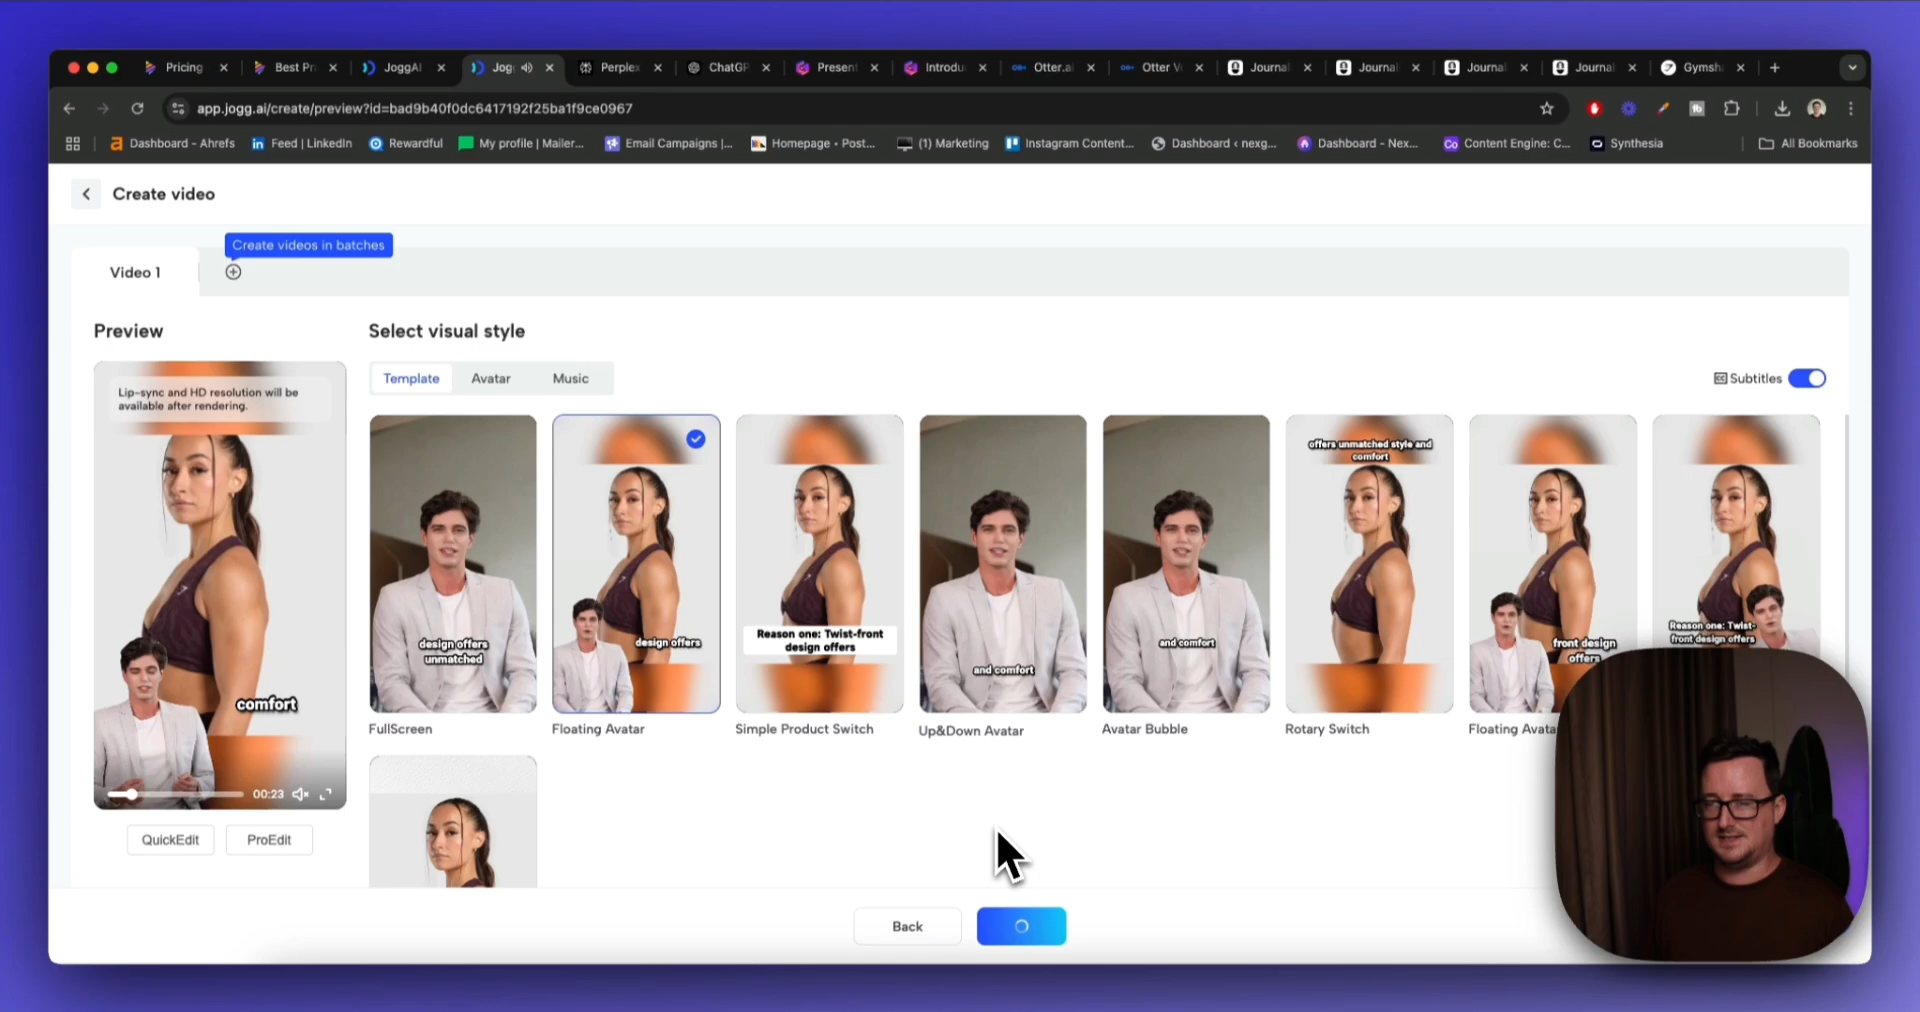 Pricing
Best Pr
JoggAI
Jog
Perplex
ChatGP
Present
Introdu
Otter.a
Otter V
Journal
Journal
Journal
Journal
Gymsh
app.jogg.ai/create/preview?id=bad9b40f0dc6417192f25ba1f9ce0967
Dashboard - Ahrefs
Feed | LinkedIn
Rewardful
My profile | Mailer...
Email Campaigns |...
Homepage • Post...
(1) Marketing
Instagram Content...
Dashboard ‹ nexg...
Dashboard - Nex...
Content Engine: C...
Synthesia
All Bookmarks
Create video
Create videos in batches
Video 1
Preview
Select visual style
Template
Avatar
Music
Subtitles
Lip-sync and HD resolution will be
available after rendering.
comfort
00:23
QuickEdit
ProEdit
design offers
unmatched
FullScreen
design offers
Floating Avatar
Reason one: Twist-front
design offers
Simple Product Switch
and comfort
Up&Down Avatar
and comfort
Avatar Bubble
offers unmatched style and
comfort
Rotary Switch
front design
offers
Floating Avata
Reason one: Twist-
front design offers
Back